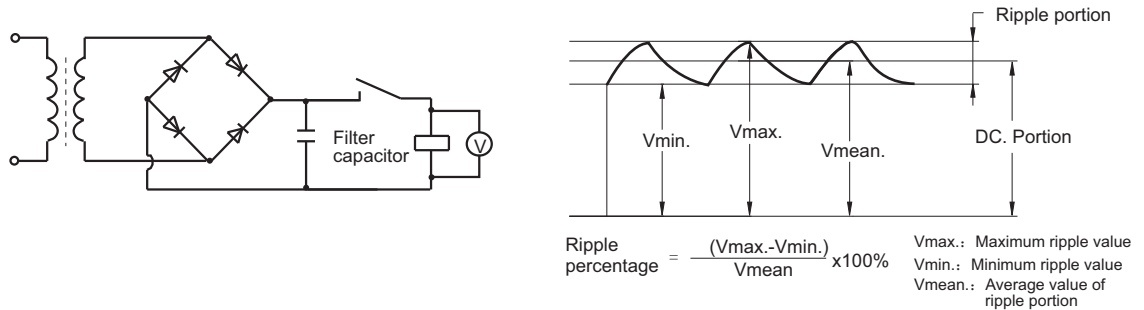 Filter
capacitor
V
Ripple portion
Vmin.
Vmax.
Vmean.
DC. Portion
Ripple
percentage
= (Vmax.-Vmin.)
Vmean
x100%
Vmax.: Maximum ripple value
Vmin.: Minimum ripple value
Vmean.: Average value of
ripple portion